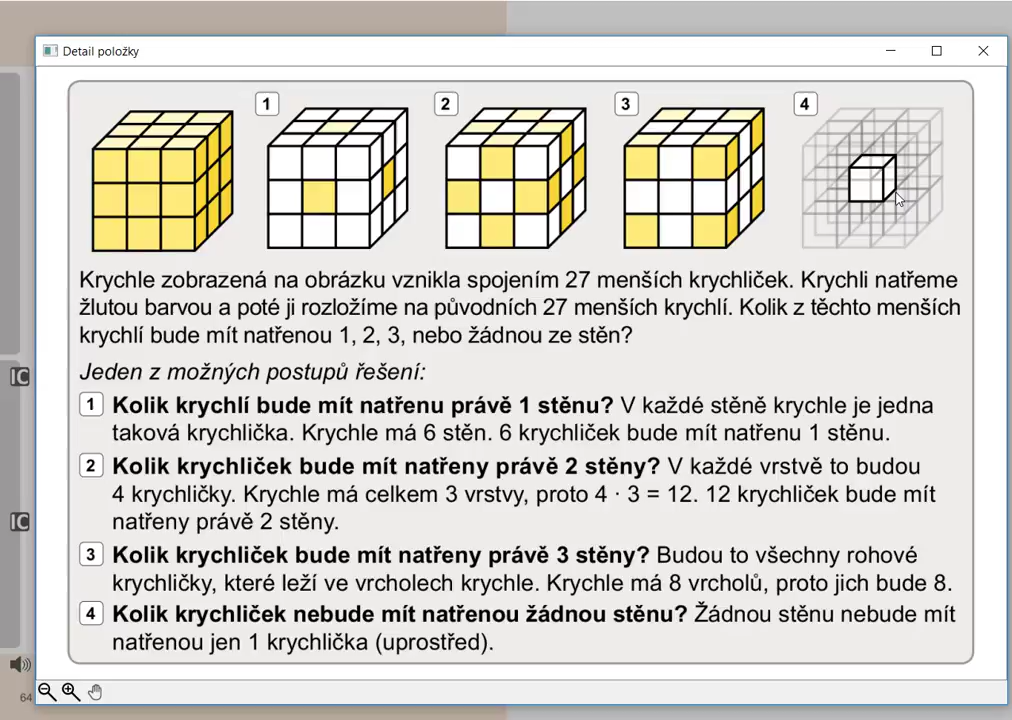 Detail položky
1
2
3
4
Krychle zobrazená na obrázku vznikla spojením 27 menších krychliček. Krychli natřeme
žlutou barvou a poté ji rozložíme na původních 27 menších krychlí. Kolik z těchto menších
krychlí bude mít natřenou 1, 2, 3, nebo žádnou ze stěn?
Jeden z možných postupů řešení:
1 Kolik krychlí bude mít natřenu právě 1 stěnu? V každé stěně krychle je jedna
taková krychlička. Krychle má 6 stěn. 6 krychliček bude mít natřenu 1 stěnu.
2 Kolik krychliček bude mít natřeny právě 2 stěny? V každé vrstvě to budou
4 krychličky. Krychle má celkem 3 vrstvy, proto 4 · 3 = 12. 12 krychliček bude mít
natřeny právě 2 stěny.
3 Kolik krychliček bude mít natřeny právě 3 stěny? Budou to všechny rohové
krychličky, které leží ve vrcholech krychle. Krychle má 8 vrcholů, proto jich bude 8.
4 Kolik krychliček nebude mít natřenou žádnou stěnu? Žádnou stěnu nebude mít
natřenou jen 1 krychlička (uprostřed).
IC
IC
64